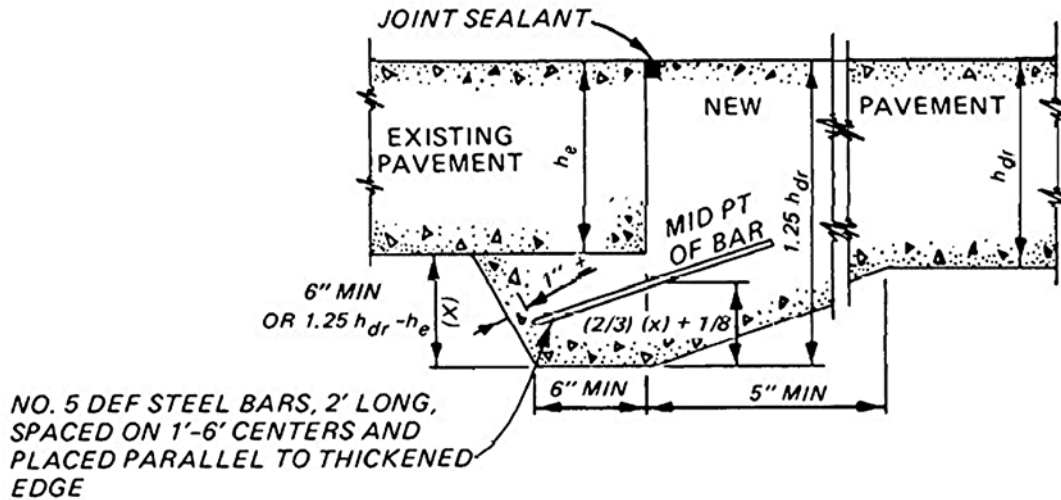 JOINT SEALANT
NEW
PAVEMENT
EXISTING
PAVEMENT
he
1.25 hdr
hdr
MID PT
OF BAR
1" +
6" MIN
OR 1.25 hdr -he
(X)
(2/3) (x) + 1/8
6" MIN
5" MIN
NO. 5 DEF STEEL BARS, 2' LONG,
SPACED ON 1'-6' CENTERS AND
PLACED PARALLEL TO THICKENED
EDGE